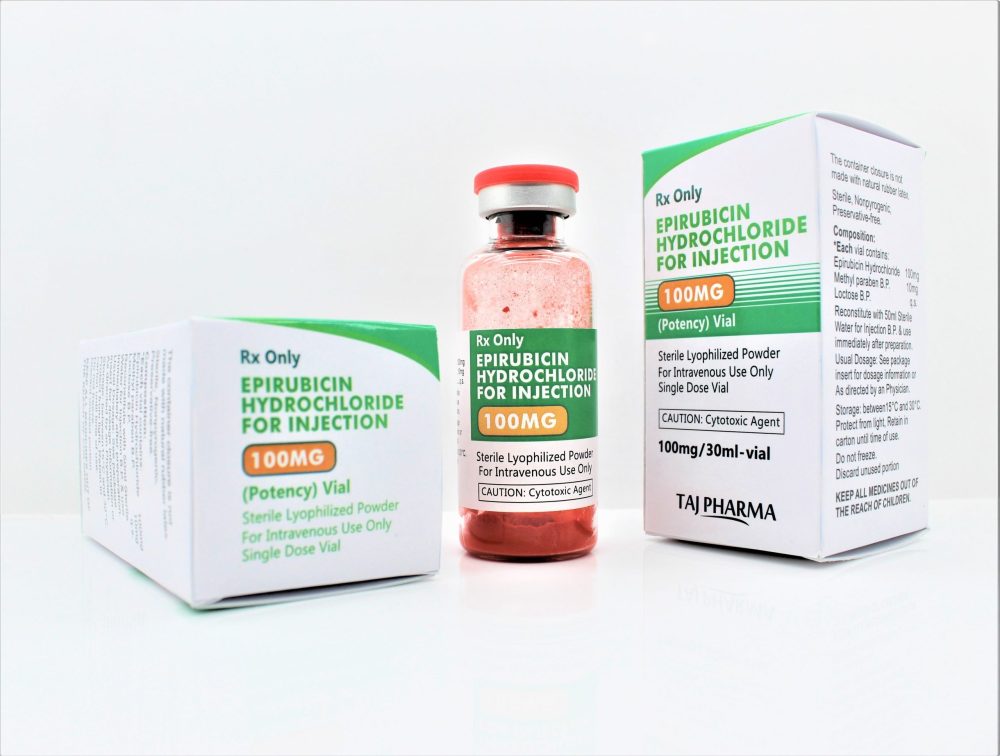 Rx Only
EPIRUBICIN
HYDROCHLORIDE
FOR INJECTION
100MG
(Potency) Vial
Sterile Lyophilized Powder
For Intravenous Use Only
Single Dose Vial
Rx Only
EPIRUBICIN
HYDROCHLORIDE
FOR INJECTION
100MG
Sterile Lyophilized Powder
For Intravenous Use Only
CAUTION: Cytotoxic Agent
Rx Only
EPIRUBICIN
HYDROCHLORIDE
FOR INJECTION
100MG
(Potency) Vial
Sterile Lyophilized Powder
For Intravenous Use Only
Single Dose Vial
CAUTION: Cytotoxic Agent
100mg/30ml-vial
TAJ PHARMA
The container closure is not
made with natural rubber latex.
Sterile, Nonpyrogenic,
Preservative-free.
Composition:
*Each vial contains:
Epirubicin Hydrochloride 100mg
Methyl paraben B.P. 10mg
Loctose B.P. q.s.
Reconstitute with 50ml Sterile
Water for Injection B.P. & use
immediately after preparation.
Usual Dosage: See package
insert for dosage information or
As directed by an Physician.
Storage: between15°C and 30°C.
Protect from light, Retain in
carton until time of use.
Do not freeze.
Discard unused portion
KEEP ALL MEDICINES OUT OF
THE REACH OF CHILDREN.